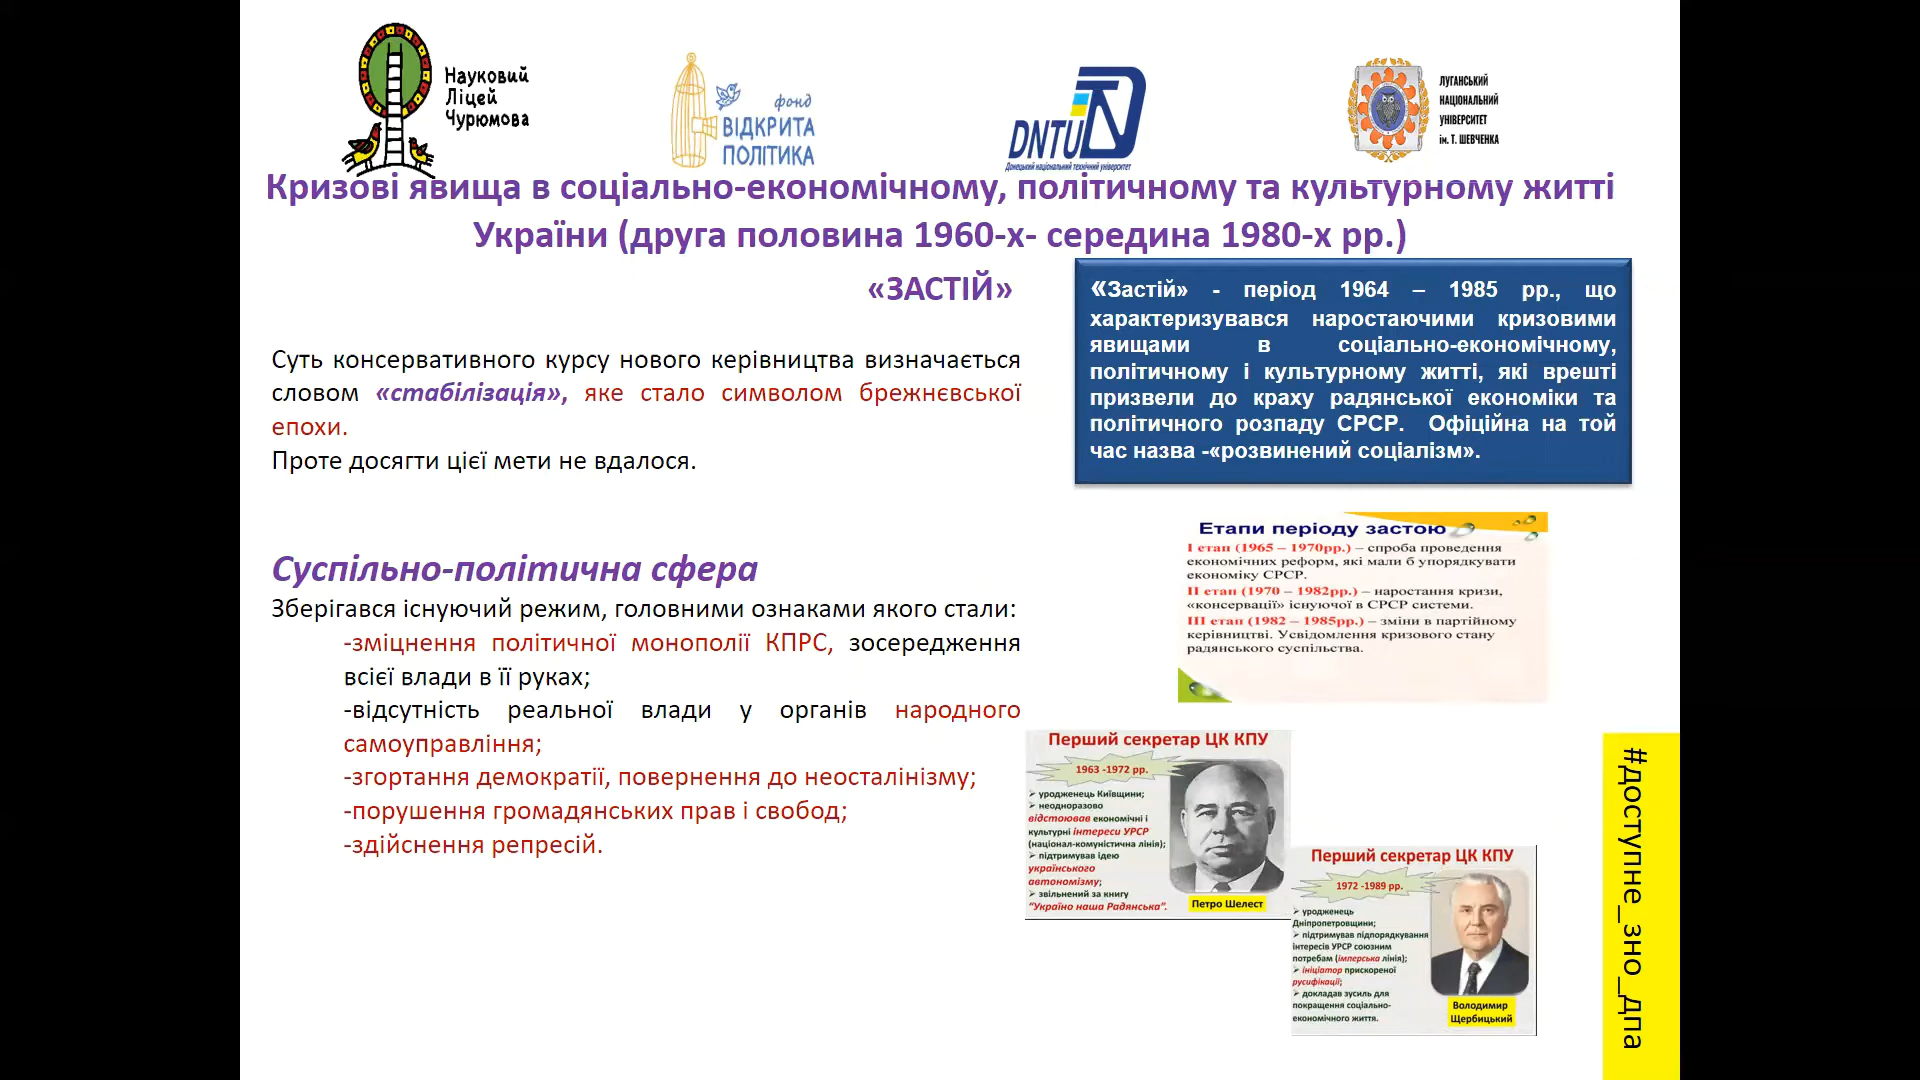 Науковий
Ліцей
Чурюмова
фонд
ВІДКРИТА
ПОЛІТИКА
DNTU
Донецький національний технічний університет
ЛУГАНСЬКИЙ
НАЦІОНАЛЬНИЙ
УНІВЕРСИТЕТ
ім. Т. ШЕВЧЕНКА
Кризові явища в соціально-економічному, політичному та культурному житті
України (друга половина 1960-х- середина 1980-х рр.)
«ЗАСТІЙ»
Суть консервативного курсу нового керівництва визначається
словом «стабілізація», яке стало символом брежнєвської
епохи.
Проте досягти цієї мети не вдалося.
Суспільно-політична сфера
Зберігався існуючий режим, головними ознаками якого стали:
-зміцнення політичної монополії КПРС, зосередження
всієї влади в її руках;
-відсутність реальної влади у органів народного
самоуправління;
-згортання демократії, повернення до неосталінізму;
-порушення громадянських прав і свобод;
-здійснення репресій.
«Застій» - період 1964 – 1985 рр., що
характеризувався наростаючими кризовими
явищами в соціально-економічному,
політичному і культурному житті, які врешті
призвели до краху радянської економіки та
політичного розпаду СРСР. Офіційна на той
час назва -«розвинений соціалізм».
Етапи періоду застою
І етап (1965 – 1970рр.) – спроба проведення
економічних реформ, які мали б упорядкувати
економіку СРСР.
ІІ етап (1970 – 1982рр.) – наростання кризи,
«консервації» існуючої в СРСР системи.
ІІІ етап (1982 – 1985рр.) – зміни в партійному
керівництві. Усвідомлення кризового стану
радянського суспільства.
Перший секретар ЦК КПУ
1963 -1972 рр.
➢ уродженець Київщини;
➢ неодноразово
відстоював економічні і
культурні інтереси УРСР
(націонал-комуністична лінія);
➢ підтримував ідею
українського
автономізму;
➢ звільнений за книгу
"Україно наша Радянська".
Петро Шелест
Перший секретар ЦК КПУ
1972 -1989 рр.
➢ уродженець
Дніпропетровщини;
➢ підтримував підпорядкування
інтересів УРСР союзним
потребам (імперська лінія);
➢ ініціатор прискореної
русифікації;
➢ докладав зусиль для
покращення соціально-
економічного життя.
Володимир
Щербицький
#доступне_зно_дпа